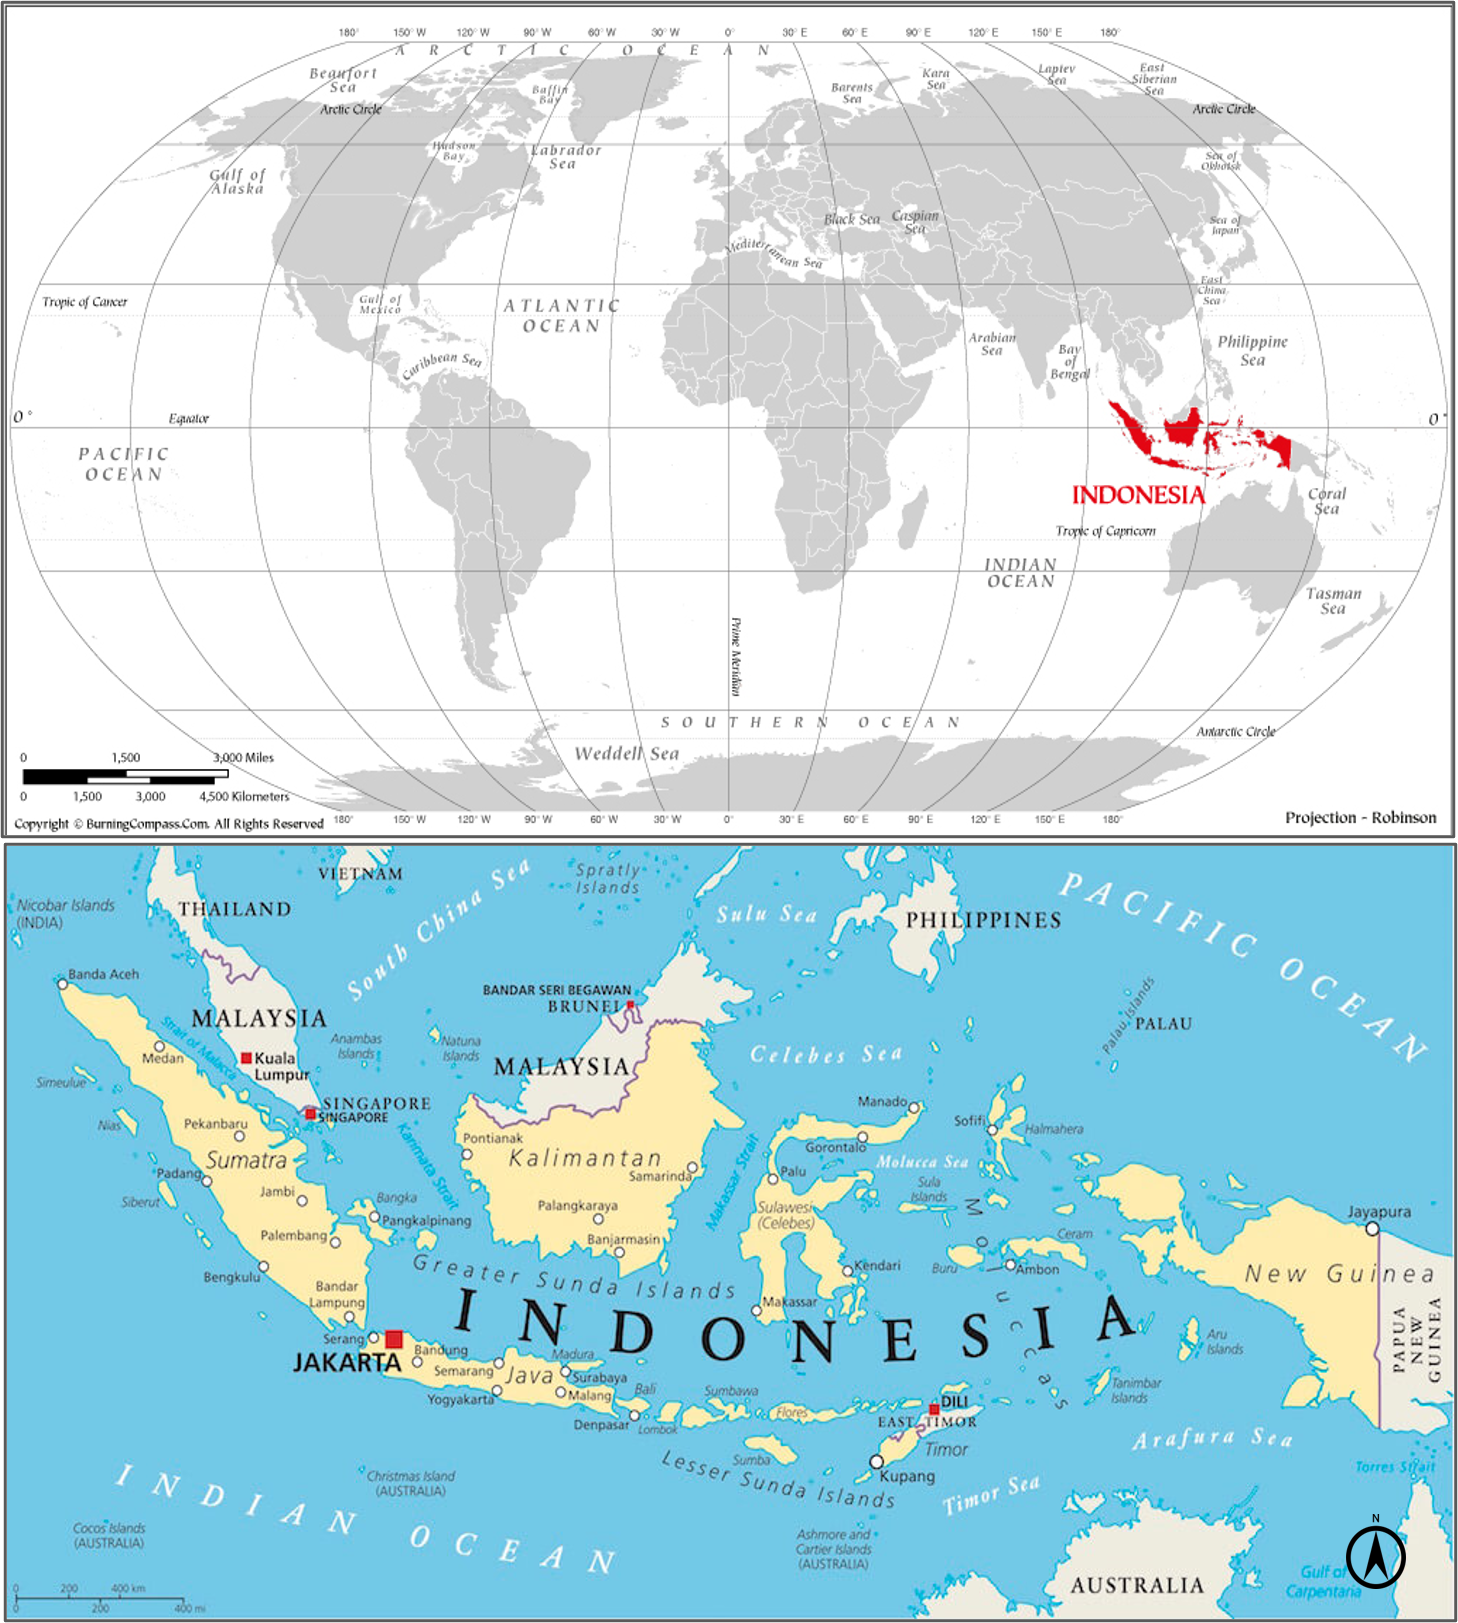 180° 150° W 120° W 90° W 60° W 30° W 0° 30° E 60° E 90° E 120° E 150° E 180°
ARCTIC OCEAN
Beaufort
Sea
Baffin
Bay
Barents
Sea
Kara
Sea
Laptev
Sea
East
Siberian
Sea
Arctic Circle
Arctic Circle
Hudson
Bay
Labrador
Sea
Gulf of
Alaska
Sea of
Okhotsk
Black Sea
Caspian
Sea
Sea of
Japan
Mediterranean Sea
East
China
Sea
Tropic of Cancer
Gulf of
Mexico
ATLANTIC
OCEAN
Arabian
Sea
Bay
of
Bengal
Philippine
Sea
Caribbean Sea
0°
Equator
0°
PACIFIC
OCEAN
INDONESIA
Coral
Sea
Tropic of Capricorn
INDIAN
OCEAN
Tasman
Sea
Prime Meridian
SOUTHERN OCEAN
Antarctic Circle
Weddell Sea
0 1,500 3,000 Miles
0 1,500 3,000 4,500 Kilometers
180° 150° W 120° W 90° W 60° W 30° W 0° 30° E 60° E 90° E 120° E 150° E 180°
Copyright © BurningCompass.Com. All Rights Reserved
Projection - Robinson
VIETNAM
Spratly
Islands
Nicobar Islands
(INDIA)
THAILAND
South China Sea
Sulu Sea
PHILIPPINES
PACIFIC OCEAN
Banda Aceh
BANDAR SERI BEGAWAN
BRUNEI
MALAYSIA
Strait of Malacca
Anambas
Islands
Natuna
Islands
Palau Islands
PALAU
Medan
Kuala
Lumpur
MALAYSIA
Celebes Sea
Simeulue
SINGAPORE
SINGAPORE
Manado
Nias
Pekanbaru
Karimata Strait
Pontianak
Kalimantan
Samarinda
Makassar Strait
Gorontalo
Sofifi
Halmahera
Molucca Sea
Sumatra
Padang
Palu
Siberut
Jambi
Bangka
Pangkalpinang
Palangkaraya
Sulawesi
(Celebes)
Sula
Islands
Moluccas
Jayapura
Palembang
Banjarmasin
Ceram
Buru
Ambon
Bengkulu
Kendari
New Guinea
Greater Sunda Islands
Bandar
Lampung
Makassar
INDONESIA
Serang
JAKARTA
Bandung
Semarang
Java
Madura
Surabaya
Aru
Islands
PAPUA
NEW
GUINEA
Yogyakarta
Malang
Bali
Sumbawa
Tanimbar
Islands
Denpasar
Lombok
Flores
DILI
EAST TIMOR
Timor
Arafura Sea
Sumba
Lesser Sunda Islands
Kupang
Torres Strait
Christmas Island
(AUSTRALIA)
Timor Sea
INDIAN OCEAN
Cocos Islands
(AUSTRALIA)
Ashmore and
Cartier Islands
(AUSTRALIA)
N
Gulf of
Carpentaria
AUSTRALIA
0 200 400 km
0 200 400 mi